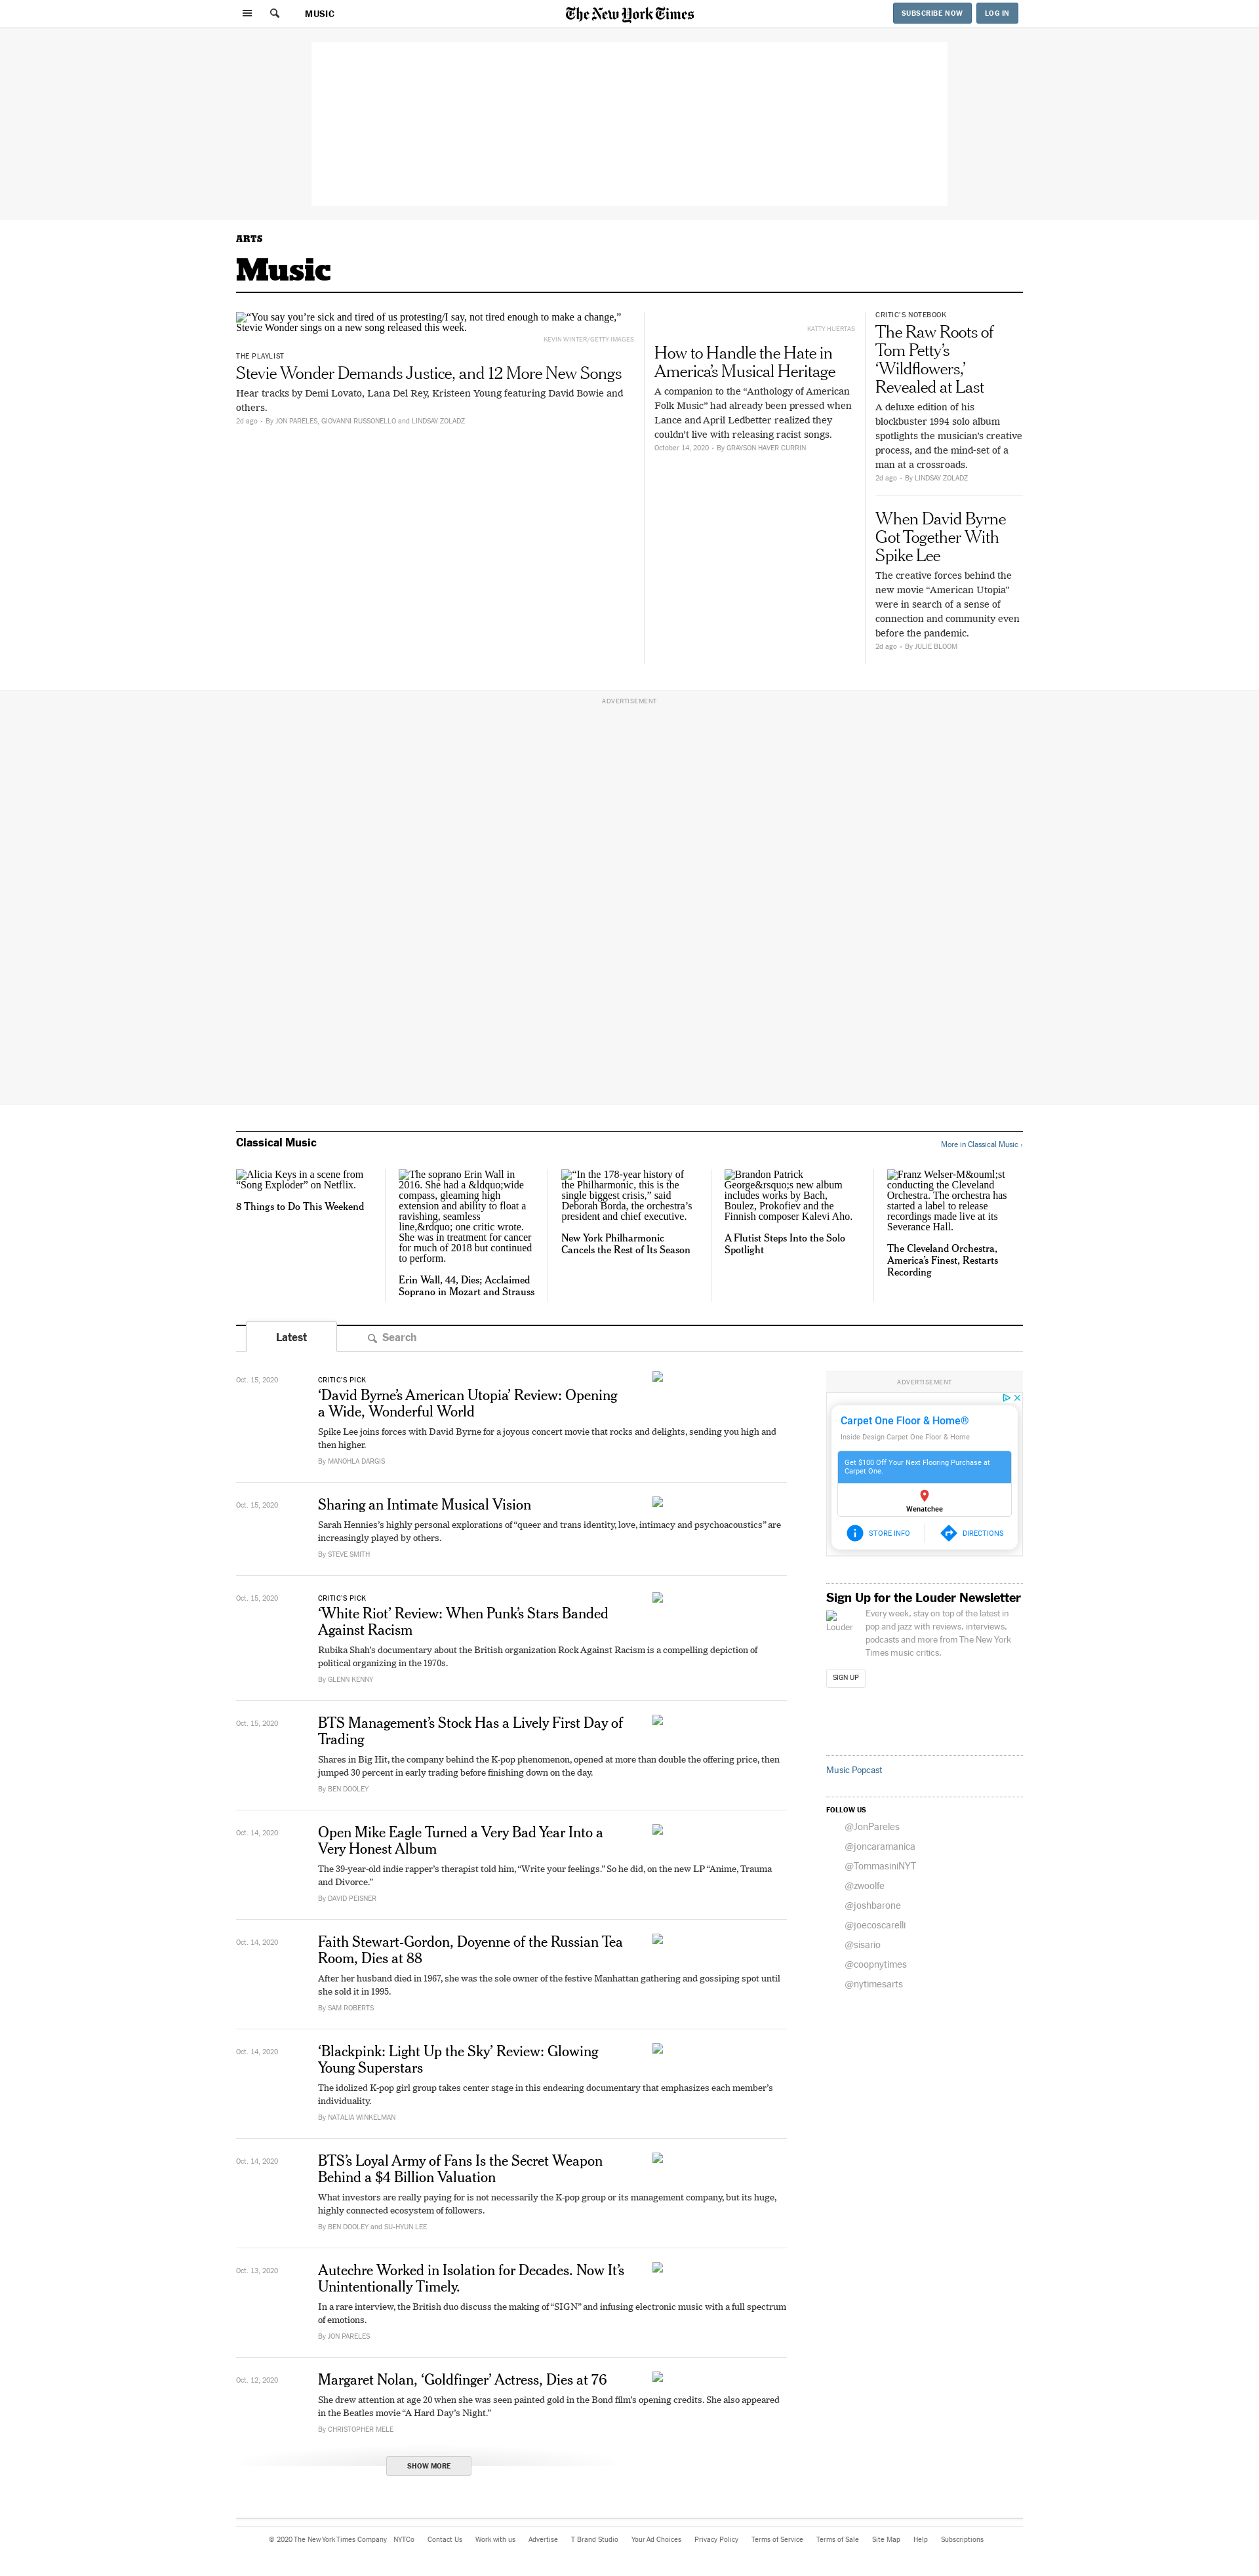 MUSIC
The New York Times
SUBSCRIBE NOW
LOG IN
ARTS
Music
“You say you’re sick and tired of us protesting/I say, not tired enough to make a change,”
Stevie Wonder sings on a new song released this week.
KEVIN WINTER/GETTY IMAGES
THE PLAYLIST
Stevie Wonder Demands Justice, and 12 More New Songs
Hear tracks by Demi Lovato, Lana Del Rey, Kristeen Young featuring David Bowie and
others.
2d ago • By JON PARELES, GIOVANNI RUSSONELLO and LINDSAY ZOLADZ
KATTY HUERTAS
How to Handle the Hate in
America’s Musical Heritage
A companion to the “Anthology of American
Folk Music” had already been pressed when
Lance and April Ledbetter realized they
couldn’t live with releasing racist songs.
October 14, 2020 • By GRAYSON HAVER CURRIN
CRITIC’S NOTEBOOK
The Raw Roots of
Tom Petty’s
‘Wildflowers,’
Revealed at Last
A deluxe edition of his
blockbuster 1994 solo album
spotlights the musician’s creative
process, and the mind-set of a
man at a crossroads.
2d ago • By LINDSAY ZOLADZ
When David Byrne
Got Together With
Spike Lee
The creative forces behind the
new movie “American Utopia”
were in search of a sense of
connection and community even
before the pandemic.
2d ago • By JULIE BLOOM
ADVERTISEMENT
Classical Music
More in Classical Music ›
Alicia Keys in a scene from
“Song Exploder” on Netflix.
8 Things to Do This Weekend
The soprano Erin Wall in
2016. She had a &ldquo;wide
compass, gleaming high
extension and ability to float a
ravishing, seamless
line,&rdquo; one critic wrote.
She was in treatment for cancer
for much of 2018 but continued
to perform.
Erin Wall, 44, Dies; Acclaimed
Soprano in Mozart and Strauss
“In the 178-year history of
the Philharmonic, this is the
single biggest crisis,” said
Deborah Borda, the orchestra’s
president and chief executive.
New York Philharmonic
Cancels the Rest of Its Season
Brandon Patrick
George&rsquo;s new album
includes works by Bach,
Boulez, Prokofiev and the
Finnish composer Kalevi Aho.
A Flutist Steps Into the Solo
Spotlight
Franz Welser-M&ouml;st
conducting the Cleveland
Orchestra. The orchestra has
started a label to release
recordings made live at its
Severance Hall.
The Cleveland Orchestra,
America’s Finest, Restarts
Recording
Latest
Search
Oct. 15, 2020
CRITIC’S PICK
‘David Byrne’s American Utopia’ Review: Opening
a Wide, Wonderful World
Spike Lee joins forces with David Byrne for a joyous concert movie that rocks and delights, sending you high and
then higher.
By MANOHLA DARGIS
Oct. 15, 2020
Sharing an Intimate Musical Vision
Sarah Hennies’s highly personal explorations of “queer and trans identity, love, intimacy and psychoacoustics” are
increasingly played by others.
By STEVE SMITH
Oct. 15, 2020
CRITIC’S PICK
‘White Riot’ Review: When Punk’s Stars Banded
Against Racism
Rubika Shah’s documentary about the British organization Rock Against Racism is a compelling depiction of
political organizing in the 1970s.
By GLENN KENNY
Oct. 15, 2020
BTS Management’s Stock Has a Lively First Day of
Trading
Shares in Big Hit, the company behind the K-pop phenomenon, opened at more than double the offering price, then
jumped 30 percent in early trading before finishing down on the day.
By BEN DOOLEY
Oct. 14, 2020
Open Mike Eagle Turned a Very Bad Year Into a
Very Honest Album
The 39-year-old indie rapper’s therapist told him, “Write your feelings.” So he did, on the new LP “Anime, Trauma
and Divorce.”
By DAVID PEISNER
Oct. 14, 2020
Faith Stewart-Gordon, Doyenne of the Russian Tea
Room, Dies at 88
After her husband died in 1967, she was the sole owner of the festive Manhattan gathering and gossiping spot until
she sold it in 1995.
By SAM ROBERTS
Oct. 14, 2020
‘Blackpink: Light Up the Sky’ Review: Glowing
Young Superstars
The idolized K-pop girl group takes center stage in this endearing documentary that emphasizes each member’s
individuality.
By NATALIA WINKELMAN
Oct. 14, 2020
BTS’s Loyal Army of Fans Is the Secret Weapon
Behind a $4 Billion Valuation
What investors are really paying for is not necessarily the K-pop group or its management company, but its huge,
highly connected ecosystem of followers.
By BEN DOOLEY and SU-HYUN LEE
Oct. 13, 2020
Autechre Worked in Isolation for Decades. Now It’s
Unintentionally Timely.
In a rare interview, the British duo discuss the making of “SIGN” and infusing electronic music with a full spectrum
of emotions.
By JON PARELES
Oct. 12, 2020
Margaret Nolan, ‘Goldfinger’ Actress, Dies at 76
She drew attention at age 20 when she was seen painted gold in the Bond film’s opening credits. She also appeared
in the Beatles movie “A Hard Day’s Night.”
By CHRISTOPHER MELE
SHOW MORE
ADVERTISEMENT
Carpet One Floor & Home®
Inside Design Carpet One Floor & Home
Get $100 Off Your Next Flooring Purchase at
Carpet One.
Wenatchee
STORE INFO
DIRECTIONS
Sign Up for the Louder Newsletter
Louder
Every week, stay on top of the latest in
pop and jazz with reviews, interviews,
podcasts and more from The New York
Times music critics.
SIGN UP
Music Popcast
FOLLOW US
@JonPareles
@joncaramanica
@TommasiniNYT
@zwoolfe
@joshbarone
@joecoscarelli
@sisario
@coopnytimes
@nytimesarts
© 2020 The New York Times Company NYTCo Contact Us Work with us Advertise T Brand Studio Your Ad Choices Privacy Policy Terms of Service Terms of Sale Site Map Help Subscriptions